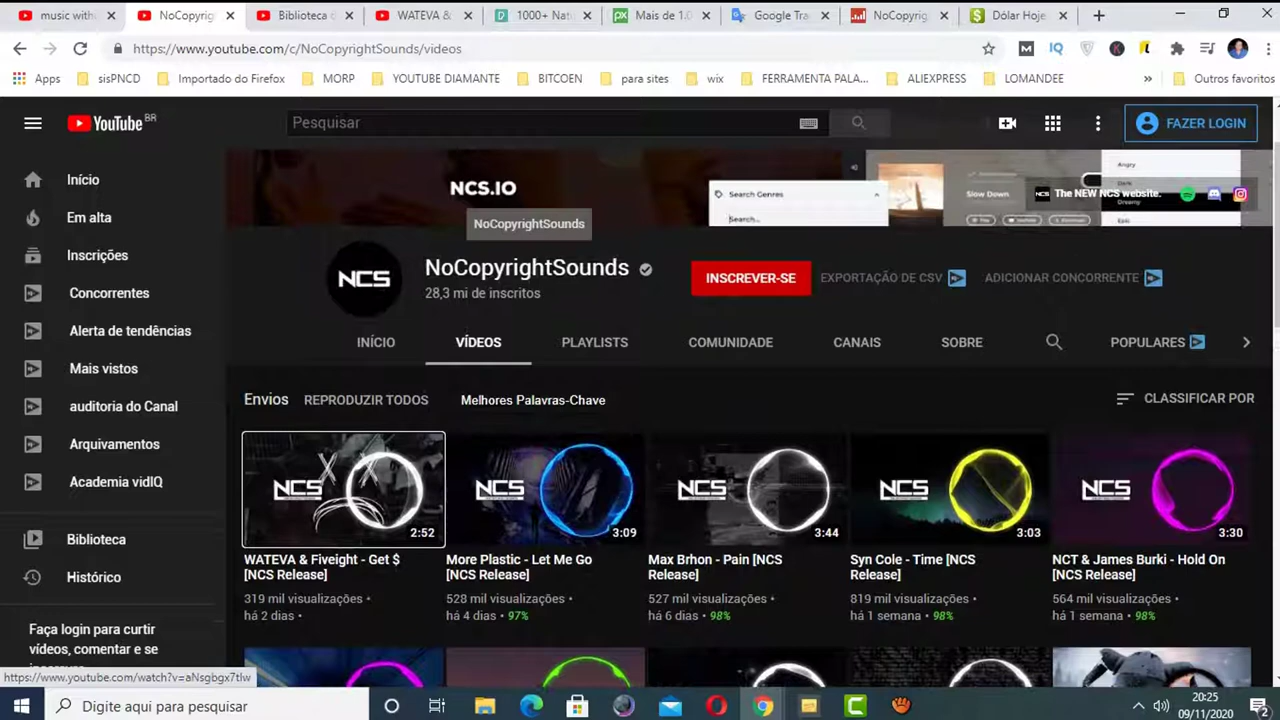 music with
NoCopyrigh
Biblioteca d
WATEVA &
1000+ Nat
Mais de 1.0
Google Tra
NoCopyrig
Dólar Hoje
https://www.youtube.com/c/NoCopyrightSounds/videos
Apps
sisPNCD
Importado do Firefox
MORP
YOUTUBE DIAMANTE
BITCOEN
para sites
wix
FERRAMENTA PALA...
ALIEXPRESS
LOMANDEE
Outros favoritos
YouTube BR
Pesquisar
FAZER LOGIN
NCS.IO
Search Genres
Search...
Slow Down
Angry
Dark
Dreamy
Epic
NCS The NEW NCS website.
NoCopyrightSounds
Início
Em alta
Inscrições
Concorrentes
Alerta de tendências
Mais vistos
auditoria do Canal
Arquivamentos
Academia vidIQ
Biblioteca
Histórico
Faça login para curtir
vídeos, comentar e se
NCS
NoCopyrightSounds
28,3 mi de inscritos
INSCREVER-SE
EXPORTAÇÃO DE CSV
ADICIONAR CONCORRENTE
INÍCIO
VÍDEOS
PLAYLISTS
COMUNIDADE
CANAIS
SOBRE
POPULARES
Envios
REPRODUZIR TODOS
Melhores Palavras-Chave
CLASSIFICAR POR
NCS
2:52
NCS
3:09
NCS
3:44
NCS
3:03
NCS
3:30
WATEVA & Fiveight - Get $
[NCS Release]
319 mil visualizações •
há 2 dias •
More Plastic - Let Me Go
[NCS Release]
528 mil visualizações •
há 4 dias • 97%
Max Brhon - Pain [NCS
Release]
527 mil visualizações •
há 6 dias • 98%
Syn Cole - Time [NCS
Release]
819 mil visualizações •
há 1 semana • 98%
NCT & James Burki - Hold On
[NCS Release]
564 mil visualizações •
há 1 semana • 98%
Digite aqui para pesquisar
20:25
09/11/2020
2